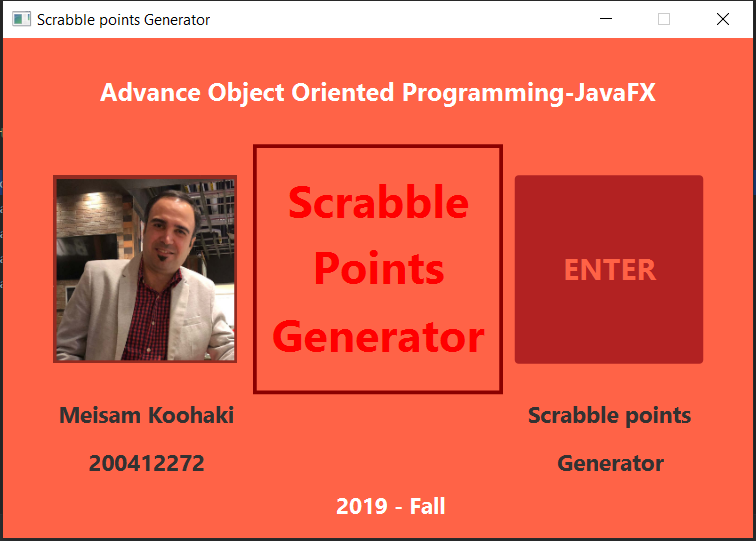 Scrabble points Generator
Advance Object Oriented Programming-JavaFX
Scrabble
Points
Generator
ENTER
Meisam Koohaki
200412272
Scrabble points
Generator
2019 - Fall